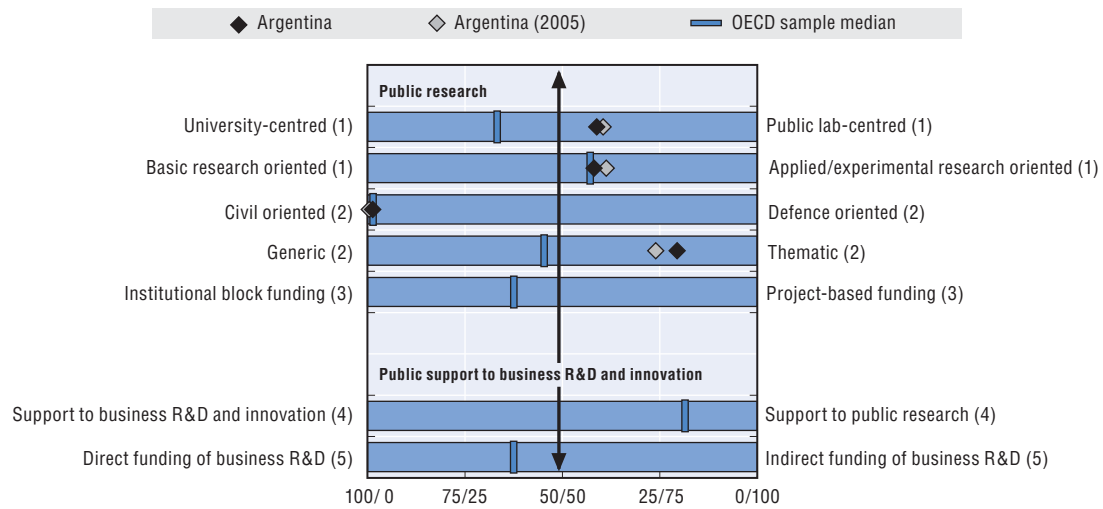 Argentina Argentina (2005) OECD sample median
Public research
University-centred (1) Public lab-centred (1)
Basic research oriented (1) Applied/experimental research oriented (1)
Civil oriented (2) Defence oriented (2)
Generic (2) Thematic (2)
Institutional block funding (3) Project-based funding (3)
Public support to business R&D and innovation
Support to business R&D and innovation (4) Support to public research (4)
Direct funding of business R&D (5) Indirect funding of business R&D (5)
100/ 0 75/25 50/50 25/75 0/100